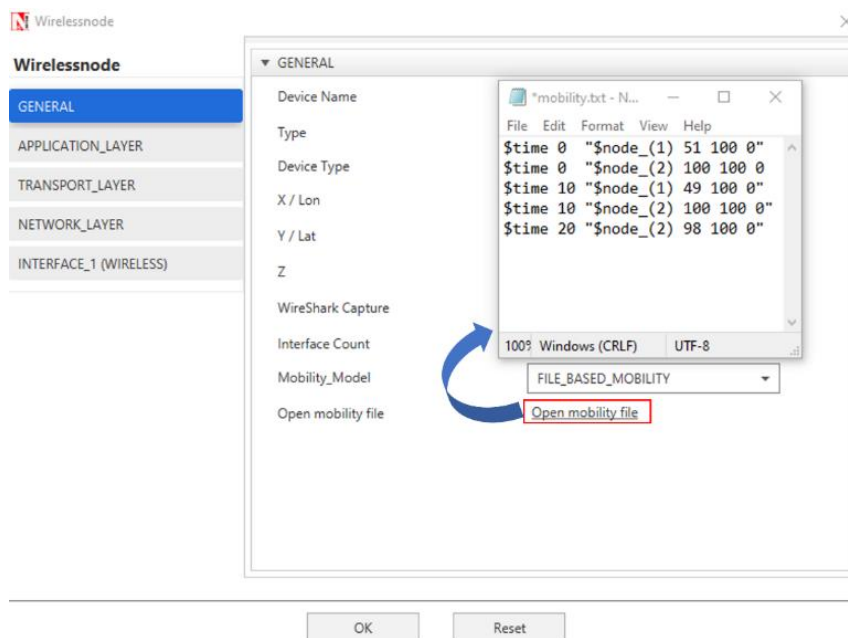 Wirelessnode
Wirelessnode
GENERAL
APPLICATION_LAYER
TRANSPORT_LAYER
NETWORK_LAYER
INTERFACE_1 (WIRELESS)
GENERAL
Device Name
Type
Device Type
X / Lon
Y / Lat
Z
WireShark Capture
Interface Count
Mobility_Model
FILE_BASED_MOBILITY
Open mobility file
Open mobility file
*mobility.txt - N...
File Edit Format View Help
$time 0 "$node_(1) 51 100 0"
$time 0 "$node_(2) 100 100 0
$time 10 "$node_(1) 49 100 0"
$time 10 "$node_(2) 100 100 0"
$time 20 "$node_(2) 98 100 0"
100% Windows (CRLF) UTF-8
OK Reset